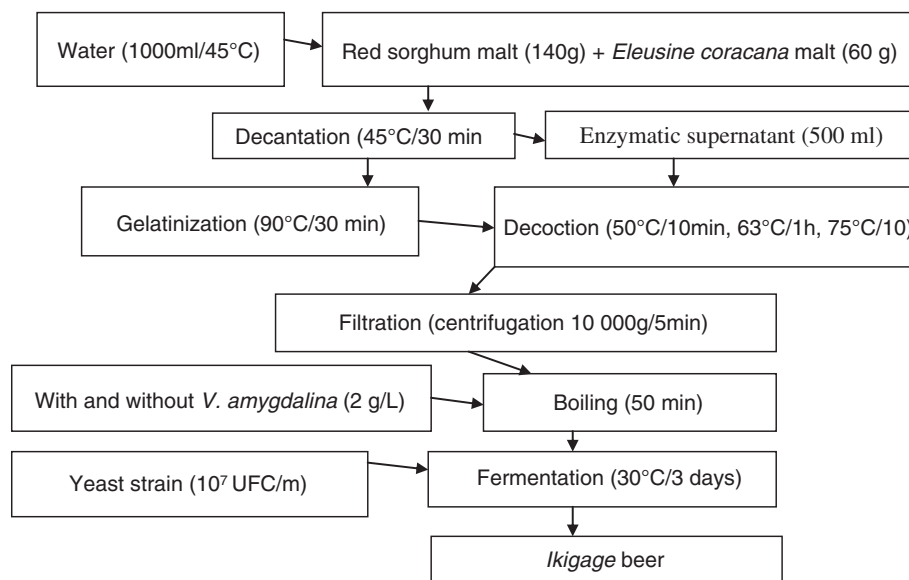 Water (1000ml/45°C)
Red sorghum malt (140g) + Eleusine coracana malt (60 g)
Decantation (45°C/30 min
Enzymatic supernatant (500 ml)
Gelatinization (90°C/30 min)
Decoction (50°C/10min, 63°C/1h, 75°C/10)
Filtration (centrifugation 10 000g/5min)
With and without V. amygdalina (2 g/L)
Boiling (50 min)
Yeast strain (10⁷ UFC/m)
Fermentation (30°C/3 days)
Ikigage beer